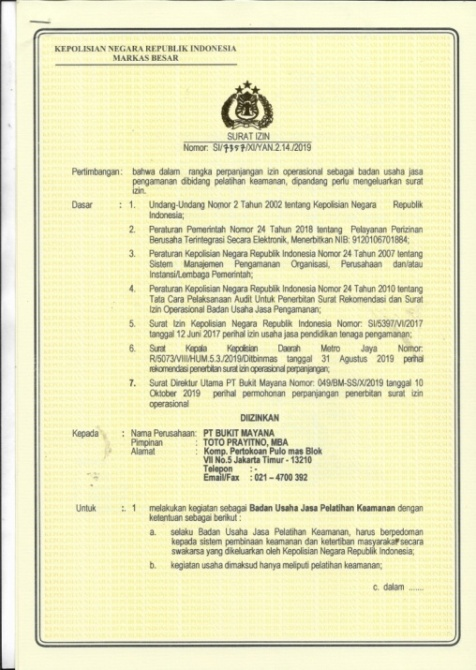 KEPOLISIAN NEGARA REPUBLIK INDONESIA
MARKAS BESAR
SURAT IZIN
Nomor: SI/7397/XI/YAN.2.14./2019
Pertimbangan : bahwa dalam rangka perpanjangan izin operasional sebagai badan usaha jasa
pengamanan dibidang pelatihan keamanan, dipandang perlu mengeluarkan surat
izin.
Dasar : 1. Undang-Undang Nomor 2 Tahun 2002 tentang Kepolisian Negara Republik
Indonesia;
2. Peraturan Pemerintah Nomor 24 Tahun 2018 tentang Pelayanan Perizinan
Berusaha Terintegrasi Secara Elektronik, Menerbitkan NIB: 9120106701884;
3. Peraturan Kepolisian Negara Republik Indonesia Nomor 24 Tahun 2007 tentang
Sistem Manajemen Pengamanan Organisasi, Perusahaan dan/atau
Instansi/Lembaga Pemerintah;
4. Peraturan Kepolisian Negara Republik Indonesia Nomor 24 Tahun 2010 tentang
Tata Cara Pelaksanaan Audit Untuk Penerbitan Surat Rekomendasi dan Surat
Izin Operasional Badan Usaha Jasa Pengamanan;
5. Surat Izin Kepolisian Negara Republik Indonesia Nomor: SI/5397/VI/2017
tanggal 12 Juni 2017 perihal izin usaha jasa pendidikan tenaga pengamanan;
6. Surat Kepala Kepolisian Daerah Metro Jaya Nomor:
R/5073/VIII/HUM.5.3./2019/Ditbinmas tanggal 31 Agustus 2019 perihal
rekomendasi penerbitan surat izin operasional perpanjangan;
7. Surat Direktur Utama PT Bukit Mayana Nomor: 049/BM-SS/X/2019 tanggal 10
Oktober 2019 perihal permohonan perpanjangan penerbitan surat izin
operasional
DIIZINKAN
Kepada : Nama Perusahaan: PT BUKIT MAYANA
Pimpinan : TOTO PRAYITNO, MBA
Alamat : Komp. Pertokoan Pulo mas Blok
VII No.5 Jakarta Timur - 13210
Telepon : -
Email/Fax : 021 – 4700 392
Untuk : 1 melakukan kegiatan sebagai Badan Usaha Jasa Pelatihan Keamanan dengan
ketentuan sebagai berikut :
a. selaku Badan Usaha Jasa Pelatihan Keamanan, harus berpedoman
kepada sistem pembinaan keamanan dan ketertiban masyarakat secara
swakarsa yang dikeluarkan oleh Kepolisian Negara Republik Indonesia;
b. kegiatan usaha dimaksud hanya meliputi pelatihan keamanan;
c. dalam ......